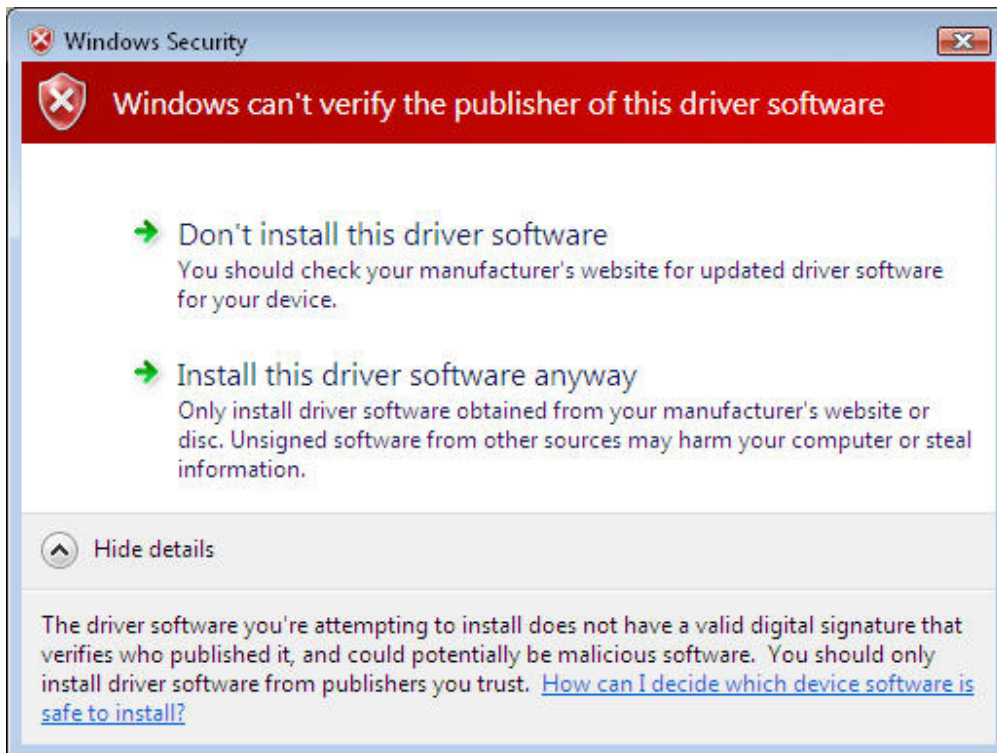 Windows Security
Windows can't verify the publisher of this driver software
Don't install this driver software
You should check your manufacturer's website for updated driver software
for your device.
Install this driver software anyway
Only install driver software obtained from your manufacturer's website or
disc. Unsigned software from other sources may harm your computer or steal
information.
Hide details
The driver software you're attempting to install does not have a valid digital signature that
verifies who published it, and could potentially be malicious software.  You should only
install driver software from publishers you trust.  How can I decide which device software is
safe to install?